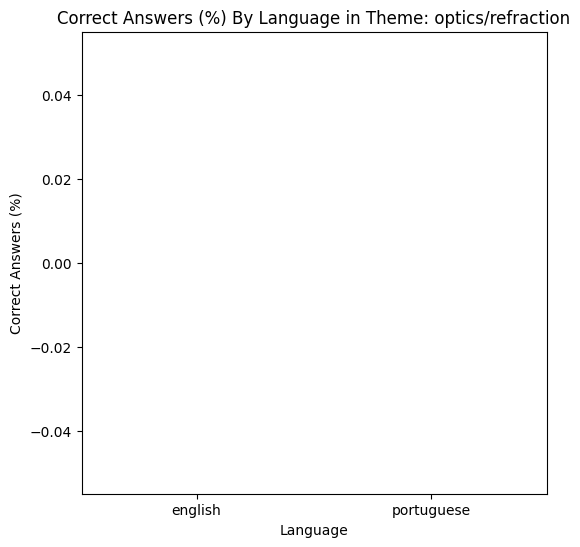 Correct Answers (%) By Language in Theme: optics/refraction
0.04
0.02
0.00
−0.02
−0.04
Correct Answers (%)
english
portuguese
Language